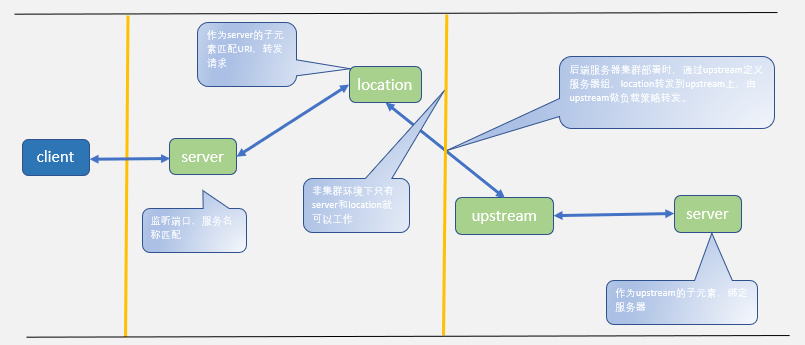 作为server的子元
素匹配URI、转发
请求
location
后端服务器集群部署时，通过upstream定义
服务器组，location转发到upstream上，由
upstream做负载策略转发。
client
server
非集群环境下只有
server和location就
可以工作
监听端口、服务名
称匹配
upstream
server
作为upstream的子元素，绑定
服务器